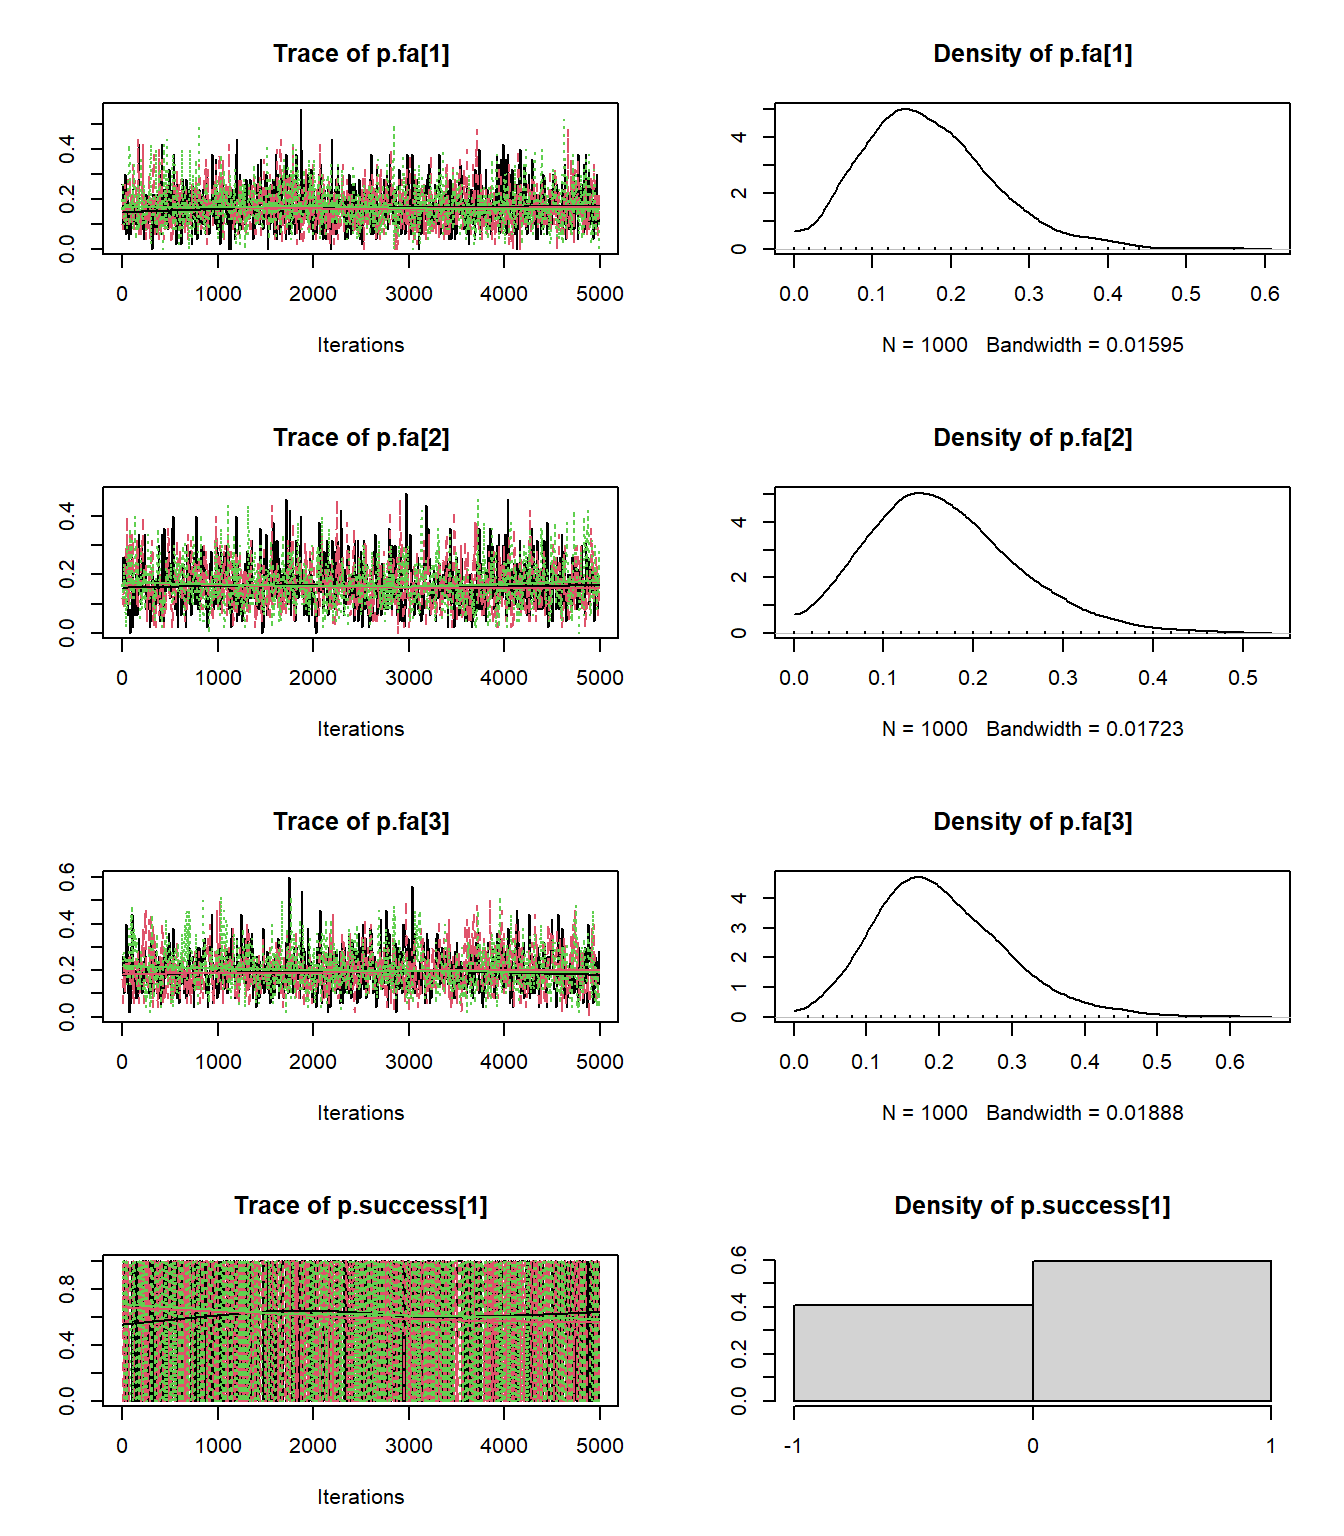 Trace of p.fa[1]
0.0 0.2 0.4
0 1000 2000 3000 4000 5000
Iterations
Density of p.fa[1]
0 2 4
0.0 0.1 0.2 0.3 0.4 0.5 0.6
N = 1000 Bandwidth = 0.01595
Trace of p.fa[2]
0.0 0.2 0.4
0 1000 2000 3000 4000 5000
Iterations
Density of p.fa[2]
0 2 4
0.0 0.1 0.2 0.3 0.4 0.5
N = 1000 Bandwidth = 0.01723
Trace of p.fa[3]
0.0 0.2 0.4 0.6
0 1000 2000 3000 4000 5000
Iterations
Density of p.fa[3]
0 1 2 3 4
0.0 0.1 0.2 0.3 0.4 0.5 0.6
N = 1000 Bandwidth = 0.01888
Trace of p.success[1]
0.0 0.4 0.8
0 1000 2000 3000 4000 5000
Iterations
Density of p.success[1]
0.0 0.2 0.4 0.6
-1 0 1